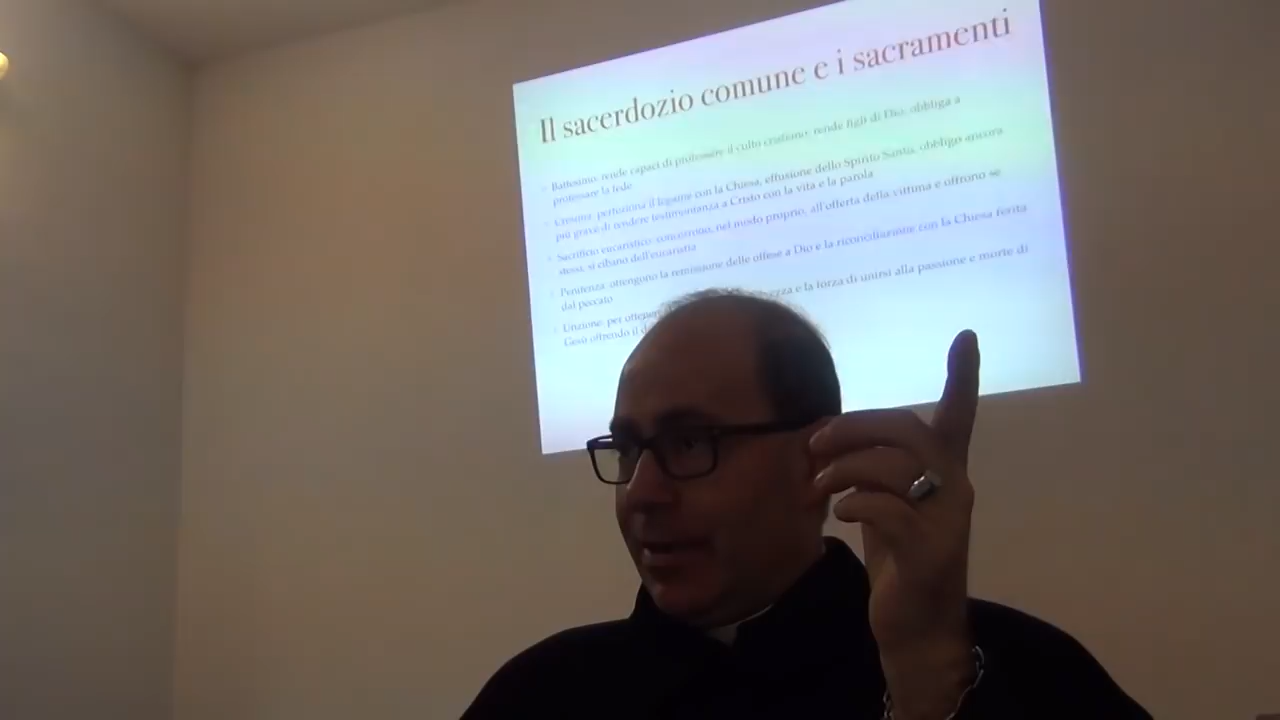 Il sacerdozio comune e i sacramenti
Battesimo: rende capaci di professare il culto cristiano; rende figli di Dio, obbliga a
professare la fede
Cresima: perfeziona il legame con la Chiesa, effusione dello Spirito Santo, obbligo ancora
più grave di rendere testimonianza a Cristo con la vita e la parola
Sacrificio eucaristico: concorrono, nel modo proprio, all'offerta della vittima e offrono se
stessi, si cibano dell'eucaristia
Penitenza: ottengono la remissione delle offese a Dio e la riconciliazione con la Chiesa ferita
dal peccato
Unzione: per ottenere e la forza di unirsi alla passione e morte di
Gesù offrendo il